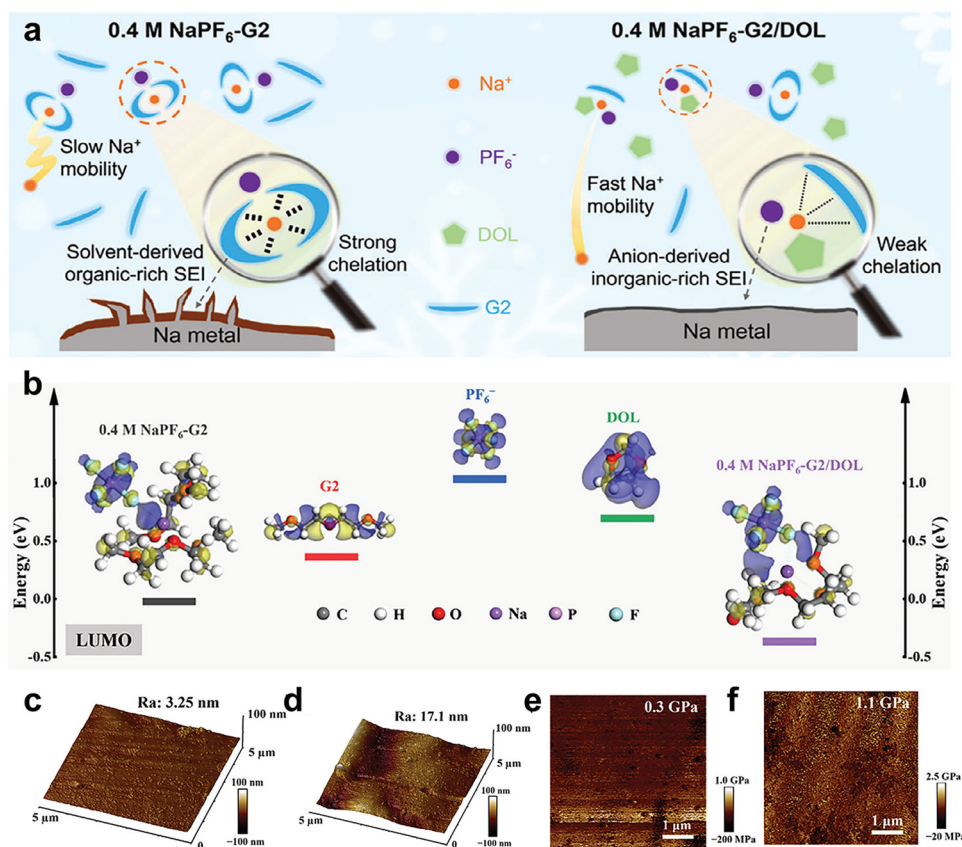 a
0.4 M NaPF₆-G2
0.4 M NaPF₆-G2/DOL
Slow Na⁺
mobility
Solvent-derived
organic-rich SEI
Strong
chelation
Na metal
Na⁺
PF₆⁻
DOL
G2
Fast Na⁺
mobility
Anion-derived
inorganic-rich SEI
Weak
chelation
Na metal
b
Energy (eV)
1.0
0.5
0.0
-0.5
0.4 M NaPF₆-G2
G2
PF₆⁻
DOL
0.4 M NaPF₆-G2/DOL
C H O Na P F
LUMO
Energy (eV)
1.0
0.5
0.0
-0.5
c
Ra: 3.25 nm
100 nm
5 μm
5 μm
0
100 nm
−100 nm
d
Ra: 17.1 nm
100 nm
5 μm
5 μm
0
100 nm
−100 nm
e
0.3 GPa
1 μm
1.0 GPa
−200 MPa
f
1.1 GPa
1 μm
2.5 GPa
−20 MPa